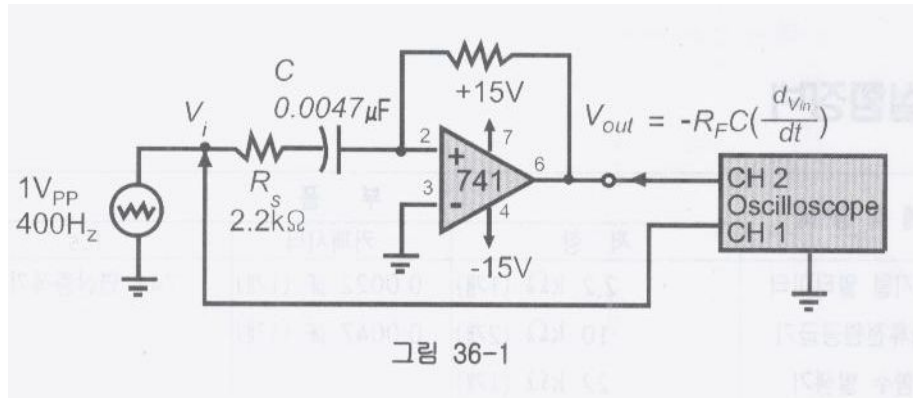 C
0.0047μF
+15V
V_i
V_out = -R_F C(d_Vin/dt)
2
7
+
741
6
3
-
4
-15V
R_s
2.2kΩ
1V_PP
400H_z
CH 2
Oscilloscope
CH 1
그림 36-1